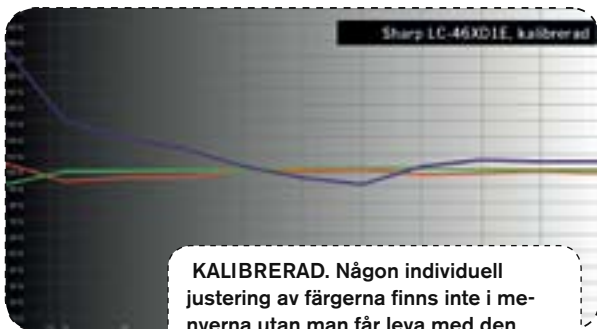 Sharp LC-46XD1E, kalibrerad
KALIBRERAD. Någon individuell
justering av färgerna finns inte i me-
nyerna utan man får leva med den